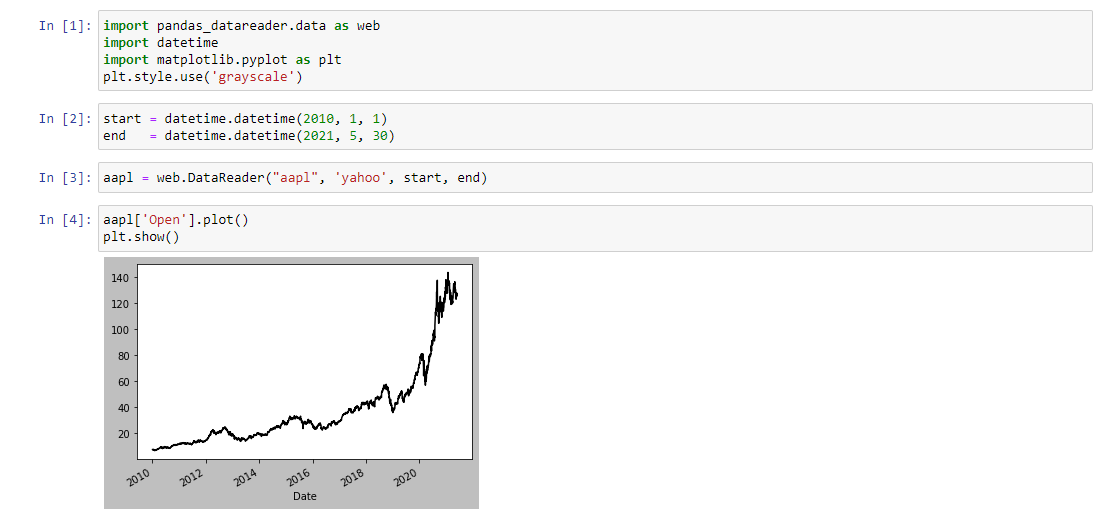 In [1]: import pandas_datareader.data as web
import datetime
import matplotlib.pyplot as plt
plt.style.use('grayscale')
In [2]: start = datetime.datetime(2010, 1, 1)
end   = datetime.datetime(2021, 5, 30)
In [3]: aapl = web.DataReader("aapl", 'yahoo', start, end)
In [4]: aapl['Open'].plot()
plt.show()
140
120
100
80
60
40
20
2010 2012 2014 2016 2018 2020
Date